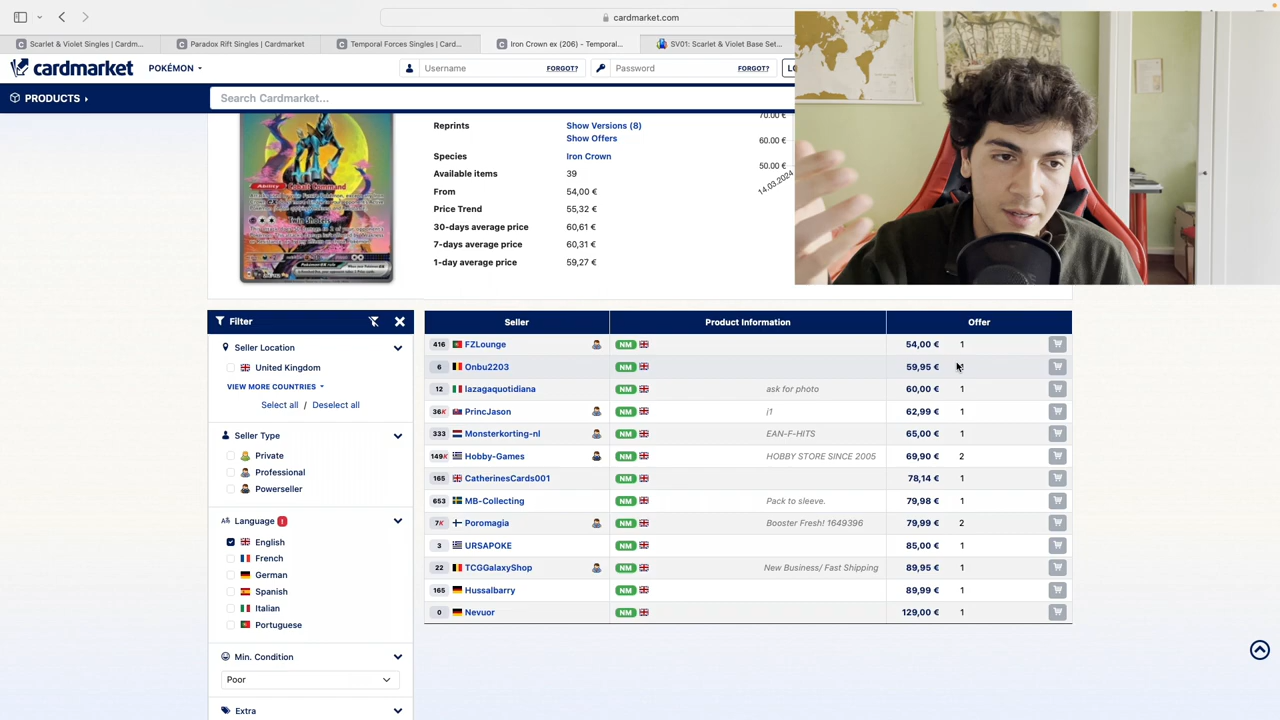 cardmarket.com
Scarlet & Violet Singles | Cardm...
Paradox Rift Singles | Cardmarket
Temporal Forces Singles | Card...
Iron Crown ex (206) - Temporal...
SV01: Scarlet & Violet Base Set...
cardmarket
POKÉMON
Username
FORGOT?
Password
FORGOT?
PRODUCTS
Search Cardmarket...
Reprints
Show Versions (8)
Show Offers
Species
Iron Crown
Available items
39
From
54,00 €
Price Trend
55,32 €
30-days average price
60,61 €
7-days average price
60,31 €
1-day average price
59,27 €
70.00 €
60.00 €
50.00 €
14.03.2024
Ability
Cobalt Command
Twin Shotels
Filter
Seller Location
United Kingdom
VIEW MORE COUNTRIES
Select all / Deselect all
Seller Type
Private
Professional
Powerseller
Language !
English
French
German
Spanish
Italian
Portuguese
Min. Condition
Poor
Extra
Seller Product Information Offer
416 FZLounge NM 54,00 € 1
6 Onbu2203 NM 59,95 €
12 lazagaquotidiana NM ask for photo 60,00 € 1
36K PrincJason NM i1 62,99 € 1
333 Monsterkorting-nl NM EAN-F-HITS 65,00 € 1
149K Hobby-Games NM HOBBY STORE SINCE 2005 69,90 € 2
165 CatherinesCards001 NM 78,14 € 1
653 MB-Collecting NM Pack to sleeve. 79,98 € 1
7K Poromagia NM Booster Fresh! 1649396 79,99 € 2
3 URSAPOKE NM 85,00 € 1
22 TCGGalaxyShop NM New Business/ Fast Shipping 89,95 € 1
165 Hussalbarry NM 89,99 € 1
0 Nevuor NM 129,00 € 1